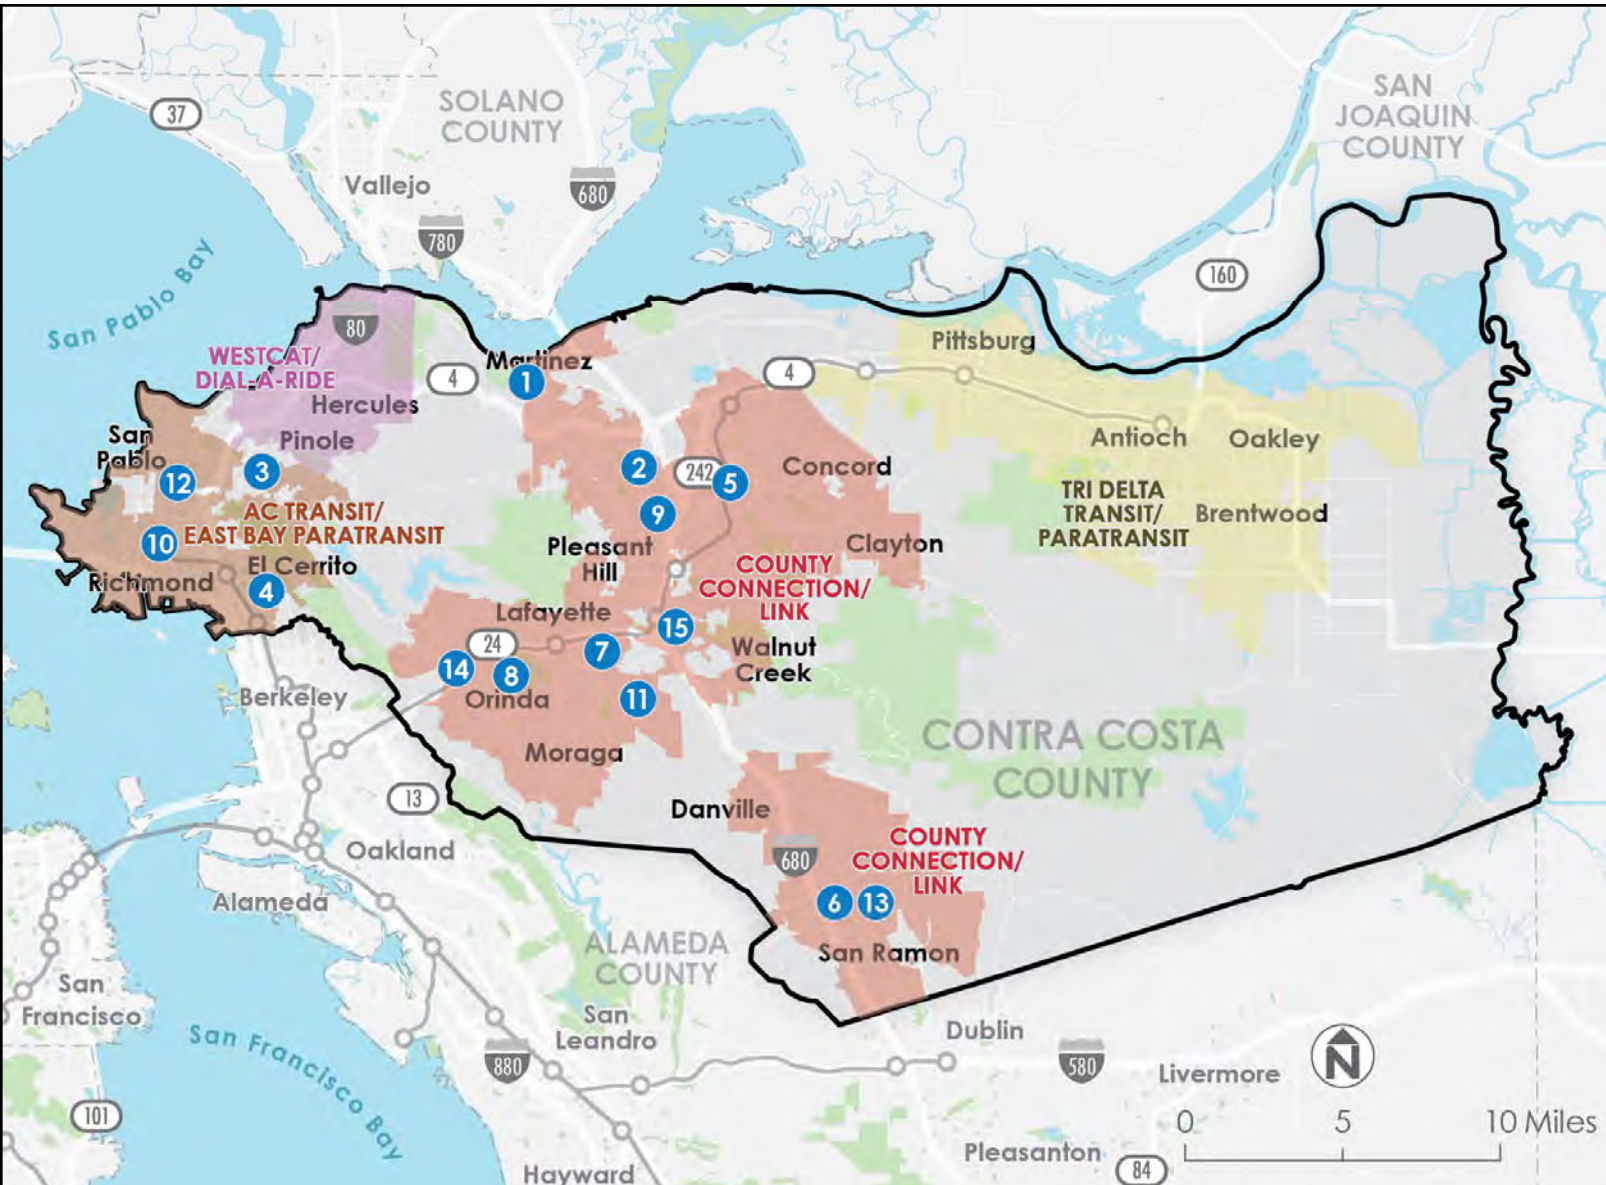 SAN
JOAQUIN
COUNTY
SOLANO
COUNTY
37
Vallejo
680
780
160
San Pablo Bay
80
WESTCAT/
DIAL-A-RIDE
Hercules
Pinole
4
Martinez
1
4
Pittsburg
Antioch
Oakley
San
Pablo
12
3
2
242
5
Concord
9
AC TRANSIT/
EAST BAY PARATRANSIT
10
El Cerrito
Richmond
4
Pleasant
Hill
Clayton
TRI DELTA
TRANSIT/
PARATRANSIT
Brentwood
COUNTY
CONNECTION/
LINK
Lafayette
15
24
7
Walnut
Creek
14
8
Orinda
11
Berkeley
Moraga
CONTRA COSTA
COUNTY
13
Danville
Oakland
680
COUNTY
CONNECTION/
LINK
Alameda
6
13
San Ramon
ALAMEDA
COUNTY
San
Francisco
San
Leandro
San Francisco Bay
Dublin
880
580
Livermore
N
101
0
5
10 Miles
Pleasanton
84
Hayward